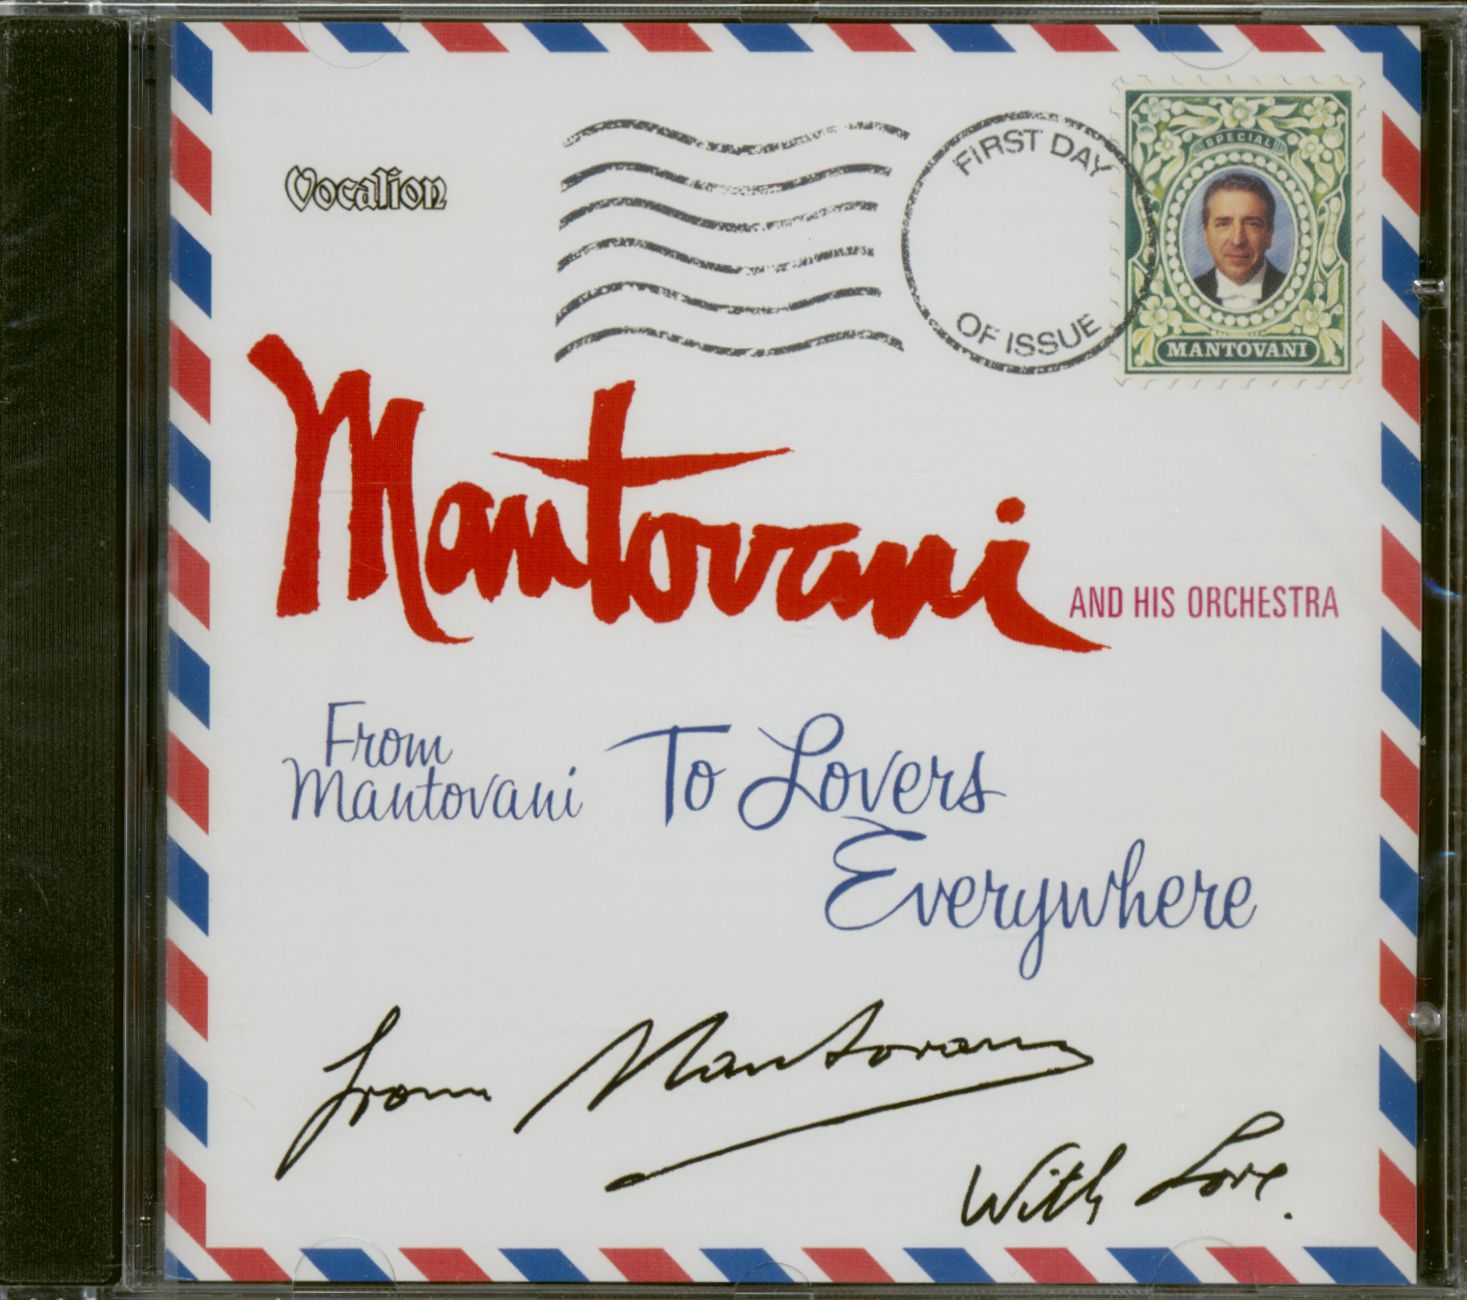 Vocalion
FIRST DAY
OF ISSUE
SPECIAL
MANTOVANI
Mantovani
AND HIS ORCHESTRA
From
Mantovani To Lovers
Everywhere
from Mantovani
With Love.